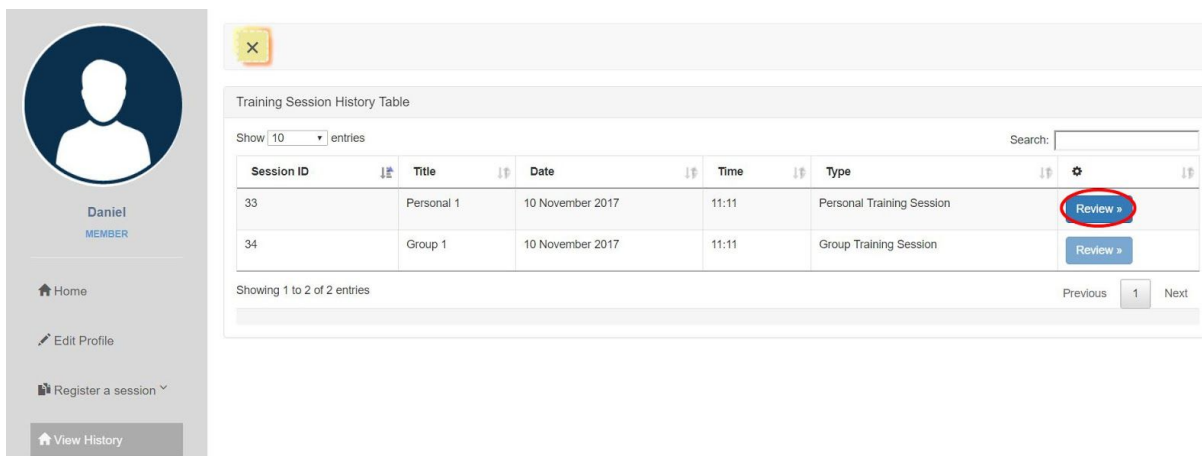 Daniel
MEMBER
Home
Edit Profile
Register a session
View History
Training Session History Table
Show 10 entries
Search:
Session ID Title Date Time Type
33 Personal 1 10 November 2017 11:11 Personal Training Session Review »
34 Group 1 10 November 2017 11:11 Group Training Session Review »
Showing 1 to 2 of 2 entries
Previous 1 Next